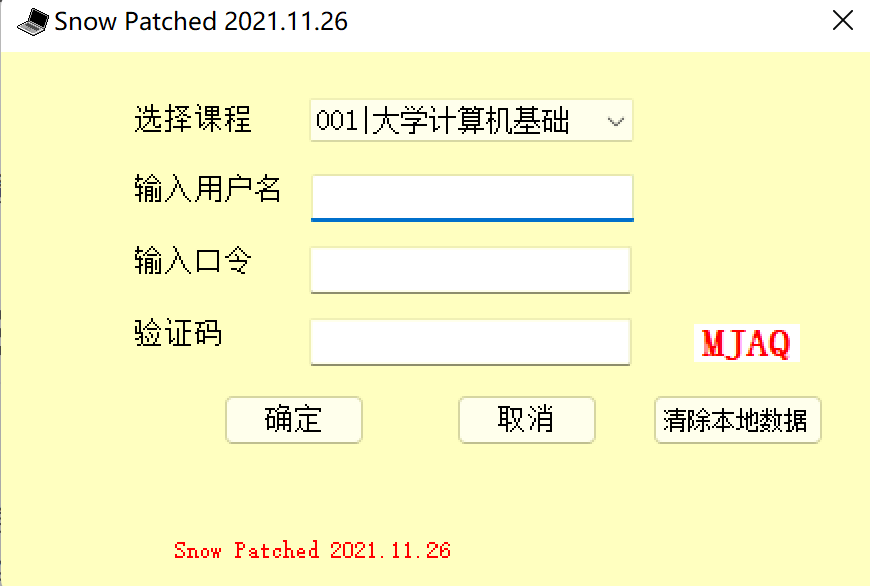 Snow Patched 2021.11.26
选择课程 001|大学计算机基础
输入用户名
输入口令
验证码 MJAQ
确定 取消 清除本地数据
Snow Patched 2021.11.26